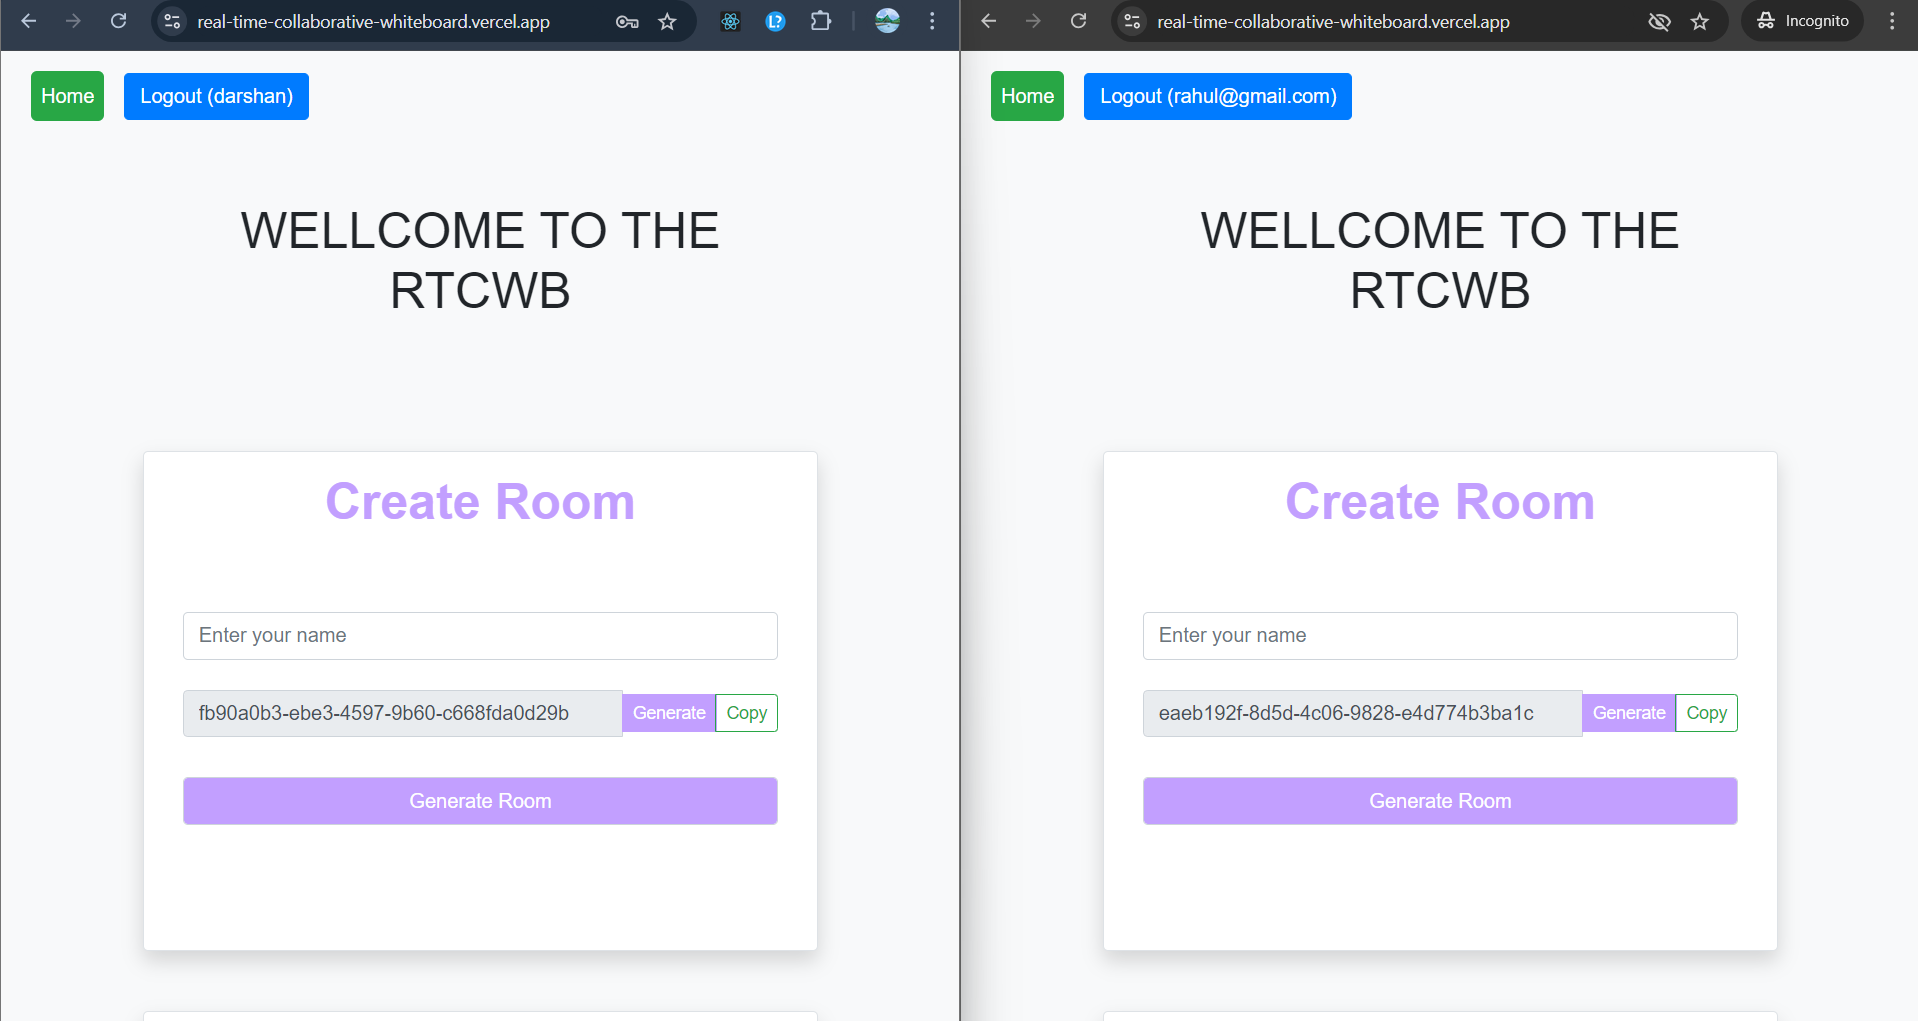 real-time-collaborative-whiteboard.vercel.app
L?
Home
Logout (darshan)
WELLCOME TO THE
RTCWB
Create Room
Enter your name
fb90a0b3-ebe3-4597-9b60-c668fda0d29b
Generate
Copy
Generate Room
real-time-collaborative-whiteboard.vercel.app
Incognito
Home
Logout (rahul@gmail.com)
WELLCOME TO THE
RTCWB
Create Room
Enter your name
eaeb192f-8d5d-4c06-9828-e4d774b3ba1c
Generate
Copy
Generate Room